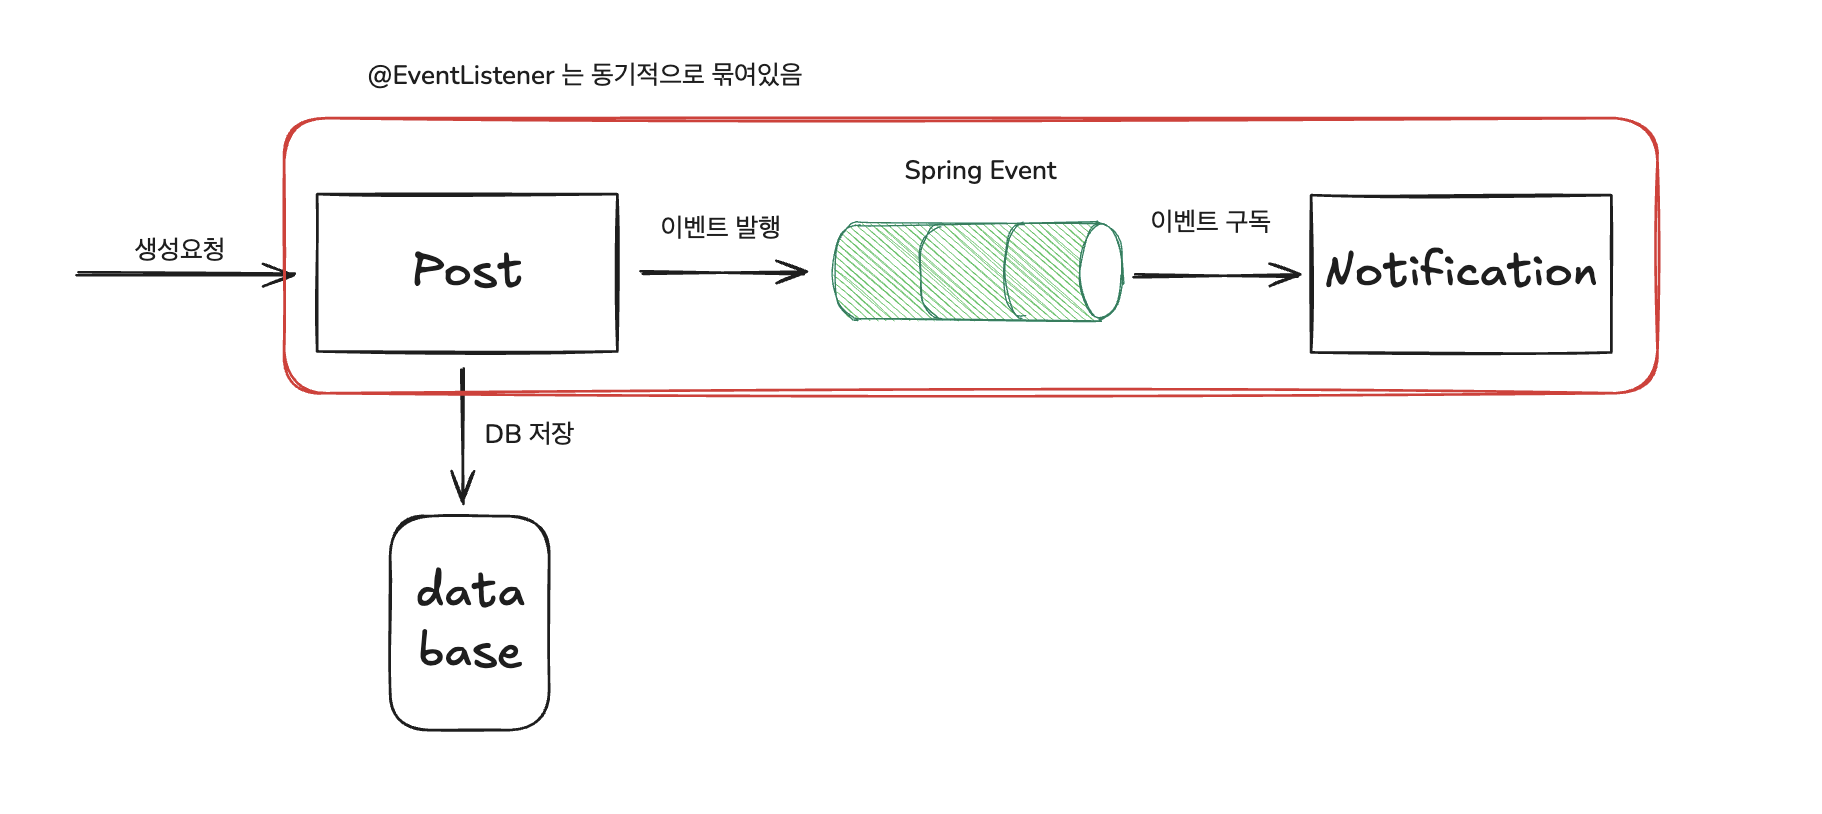 @EventListener 는 동기적으로 묶여있음
Spring Event
생성요청
Post
이벤트 발행
이벤트 구독
Notification
DB 저장
data
base